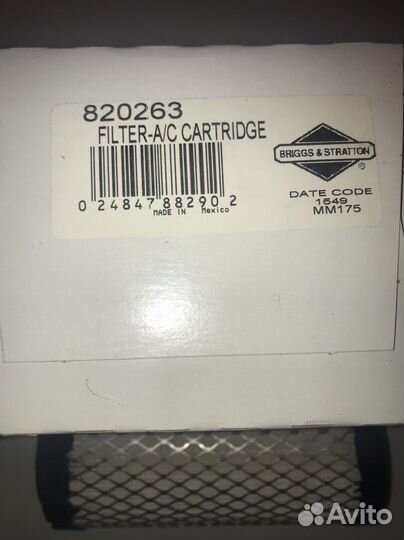 820263
FILTER-A/C CARTRIDGE
BRIGGS & STRATTON
0 24847 88290 2
MADE IN Mexico
DATE CODE
1549
MM175
Avito